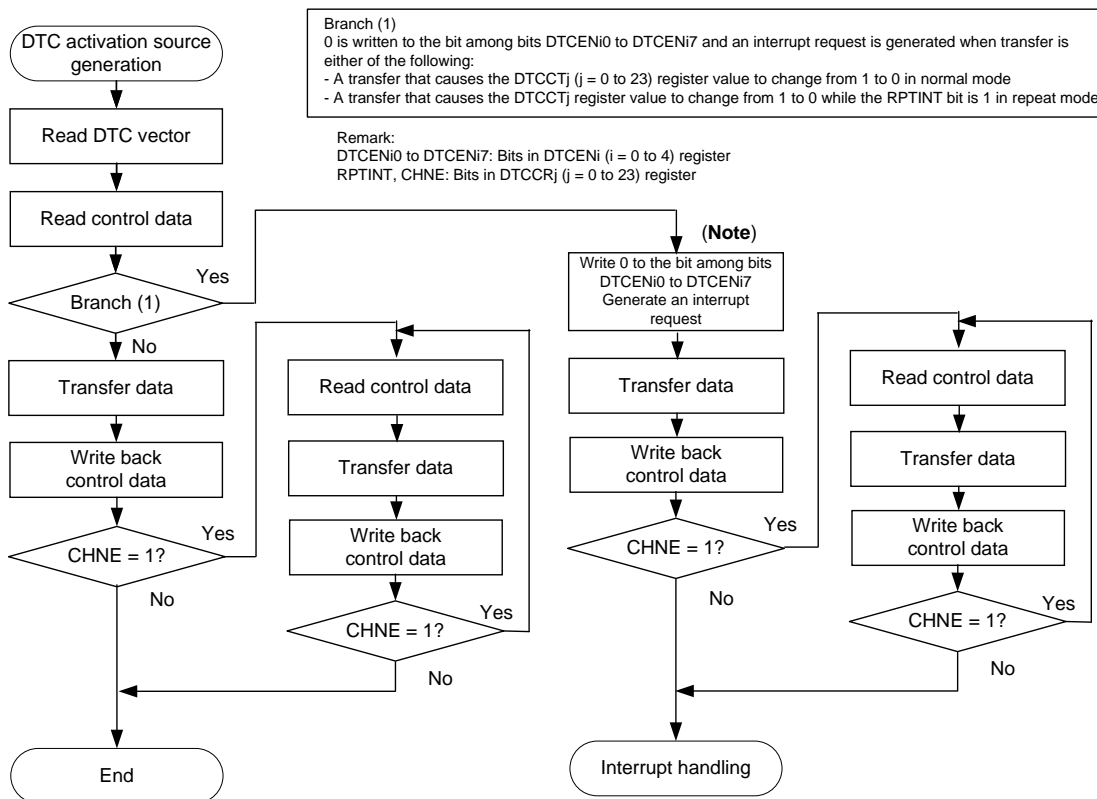 DTC activation source
generation
Read DTC vector
Read control data
Yes
Branch (1)
No
Transfer data
Write back
control data
Yes
CHNE = 1?
No
End
Read control data
Transfer data
Write back
control data
Yes
CHNE = 1?
No
Branch (1)
0 is written to the bit among bits DTCENi0 to DTCENi7 and an interrupt request is generated when transfer is
either of the following:
- A transfer that causes the DTCCTj (j = 0 to 23) register value to change from 1 to 0 in normal mode
- A transfer that causes the DTCCTj register value to change from 1 to 0 while the RPTINT bit is 1 in repeat mode
Remark:
DTCENi0 to DTCENi7: Bits in DTCENi (i = 0 to 4) register
RPTINT, CHNE: Bits in DTCCRj (j = 0 to 23) register
(Note)
Write 0 to the bit among bits
DTCENi0 to DTCENi7
Generate an interrupt
request
Transfer data
Write back
control data
Yes
CHNE = 1?
No
Interrupt handling
Read control data
Transfer data
Write back
control data
Yes
CHNE = 1?
No